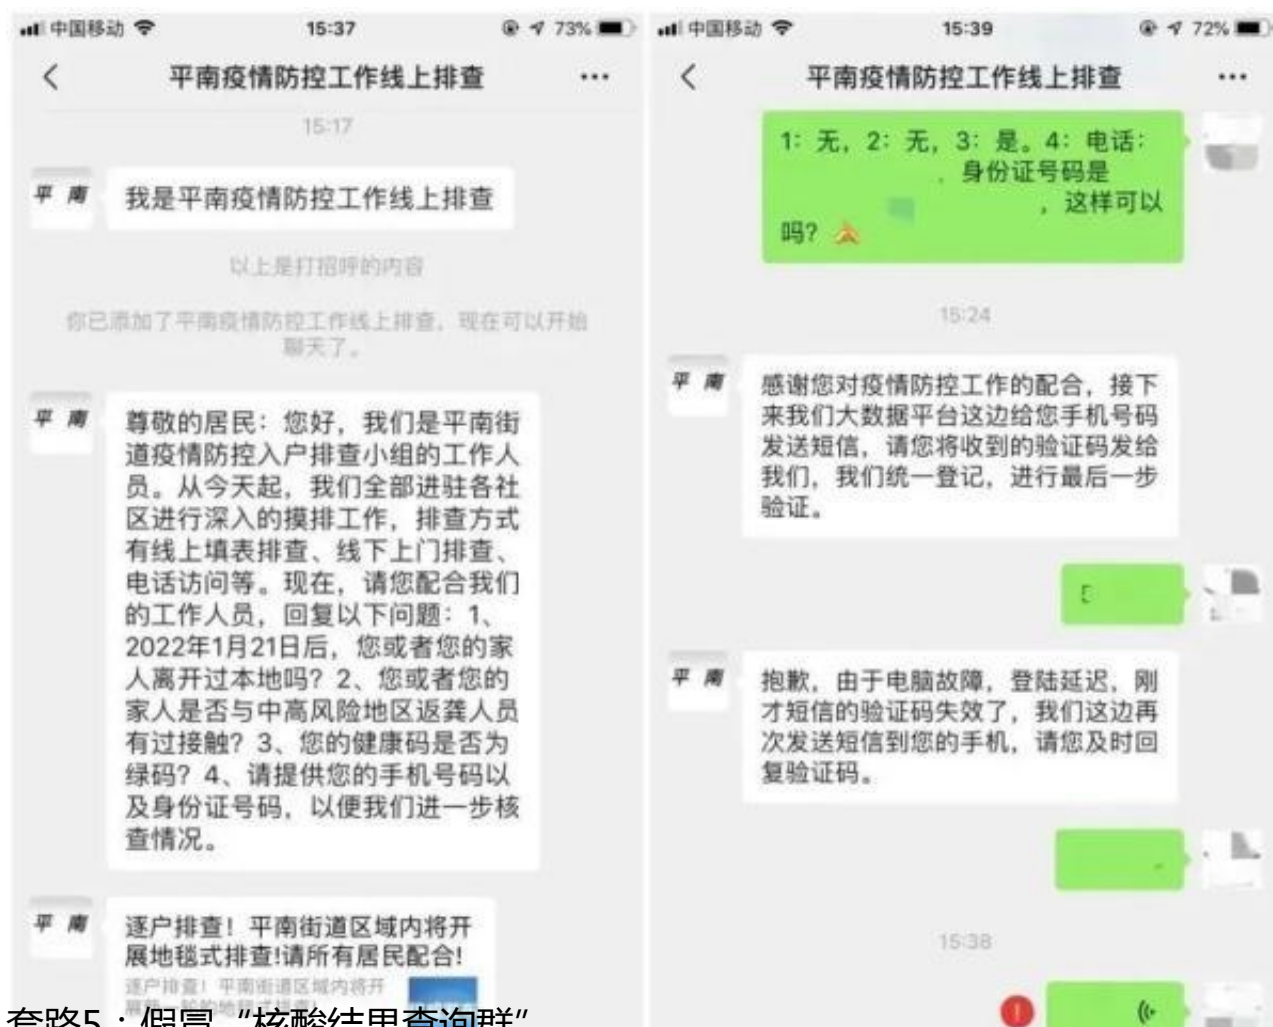 中国移动 15:37 73%
平南疫情防控工作线上排查
15:17
平 南
我是平南疫情防控工作线上排查
以上是打招呼的内容
你已添加了平南疫情防控工作线上排查，现在可以开始
聊天了。
平 南
尊敬的居民：您好，我们是平南街
道疫情防控入户排查小组的工作人
员。从今天起，我们全部进驻各社
区进行深入的摸排工作，排查方式
有线上填表排查、线下上门排查、
电话访问等。现在，请您配合我们
的工作人员，回复以下问题：1、
2022年1月21日后，您或者您的家
人离开过本地吗？2、您或者您的
家人是否与中高风险地区返龚人员
有过接触？3、您的健康码是否为
绿码？4、请提供您的手机号码以
及身份证号码，以便我们进一步核
查情况。
平 南
逐户排查！平南街道区域内将开
展地毯式排查!请所有居民配合!
逐户排查！平南街道区域内将开
中国移动 15:39 72%
平南疫情防控工作线上排查
1：无，2：无，3：是。4：电话：
身份证号码是
，这样可以
吗？
15:24
平 南
感谢您对疫情防控工作的配合，接下
来我们大数据平台这边给您手机号码
发送短信，请您将收到的验证码发给
我们，我们统一登记，进行最后一步
验证。
平 南
抱歉，由于电脑故障，登陆延迟，刚
才短信的验证码失效了，我们这边再
次发送短信到您的手机，请您及时回
复验证码。
15:38
套路5：假冒“核酸结果查询群”